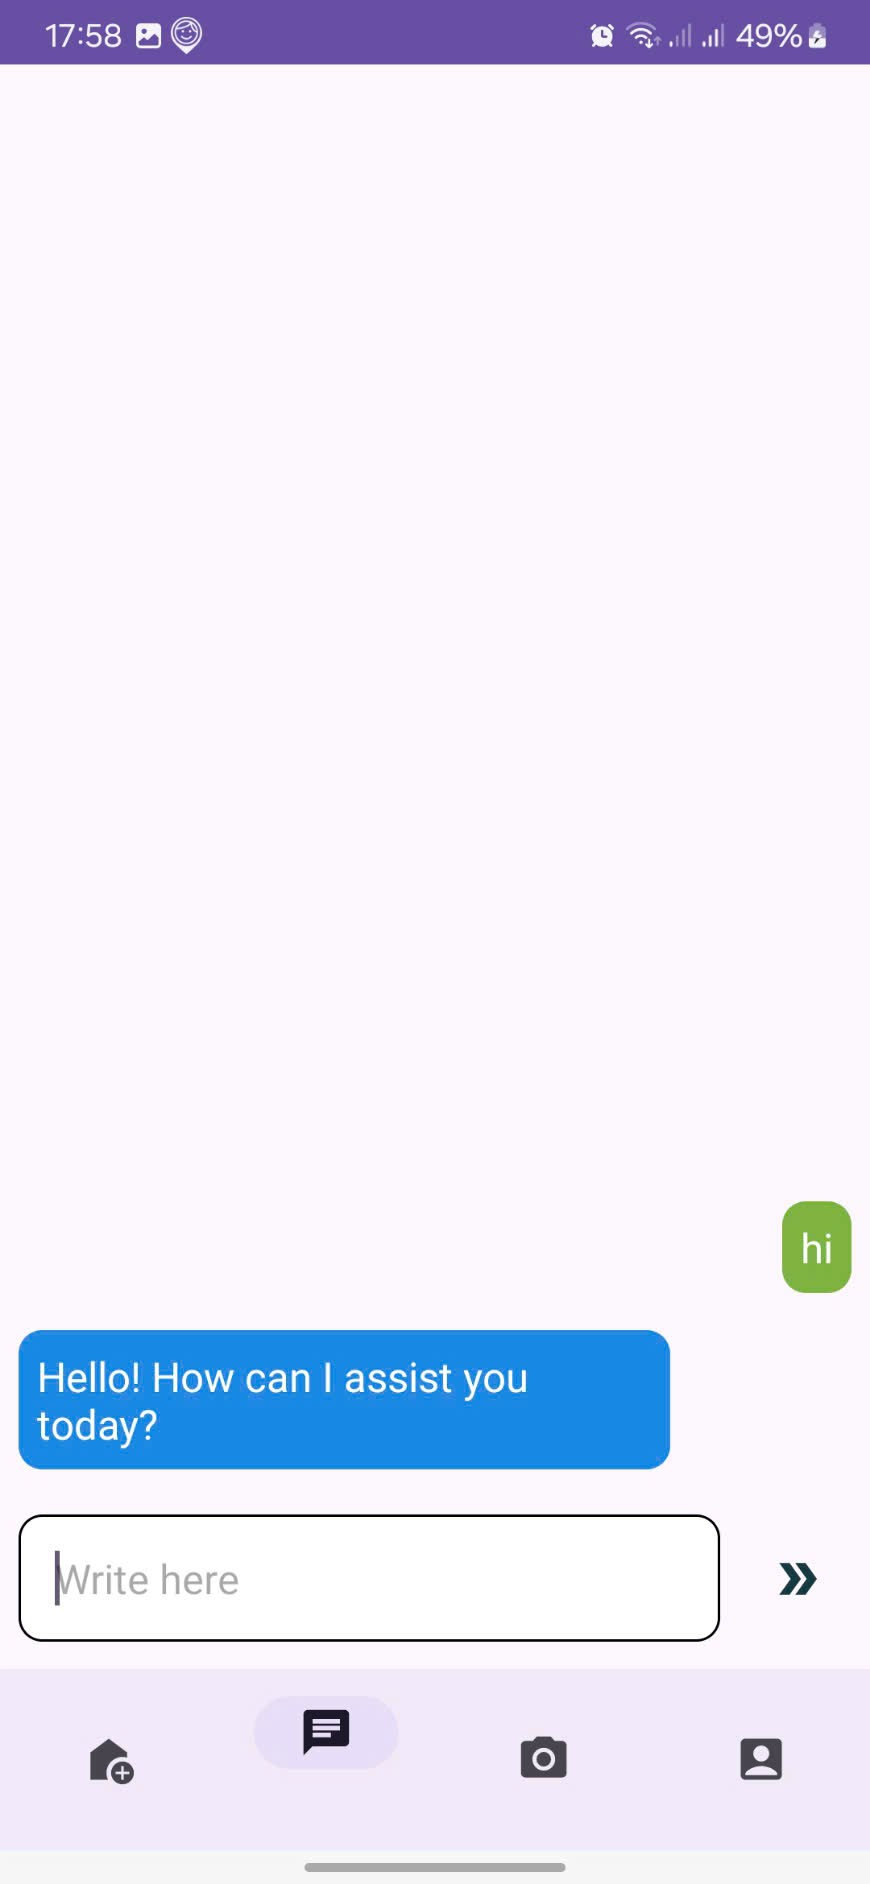 17:58 49%
hi
Hello! How can I assist you
today?
Write here